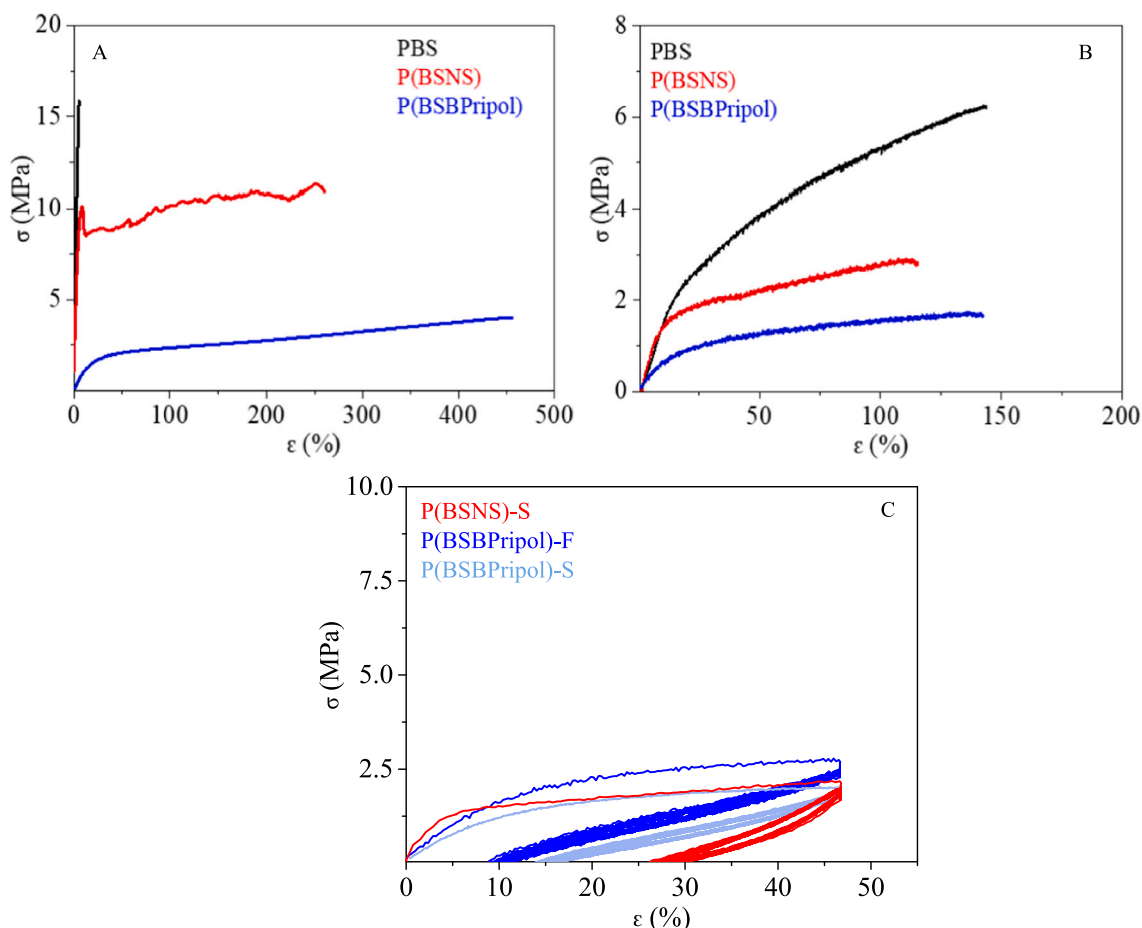 A
PBS
P(BSNS)
P(BSBPripol)
20
15
10
5
0
100
200
300
400
500
σ (MPa)
ε (%)
B
PBS
P(BSNS)
P(BSBPripol)
8
6
4
2
0
50
100
150
200
σ (MPa)
ε (%)
C
P(BSNS)-S
P(BSBPripol)-F
P(BSBPripol)-S
10.0
7.5
5.0
2.5
0
10
20
30
40
50
σ (MPa)
ε (%)